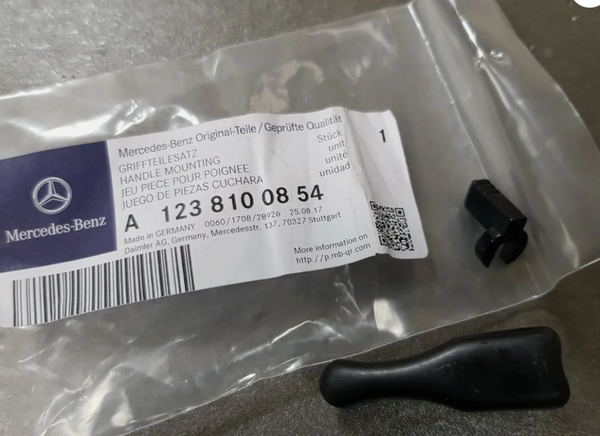 Mercedes-Benz
Mercedes-Benz Original-Teile / Geprüfte Qualität
GRIFFTEILESATZ
HANDLE MOUNTING
JEU PIECE POUR POIGNEE
JUEGO DE PIEZAS CUCHARA
Stück
unit
unité
unidad
1
A 123 810 08 54
Made in GERMANY 0060/1708/28926 25.08.17
Daimler AG, Germany, Mercedesstr. 137, 70327 Stuttgart
More information on
http://p.mb-qr.com